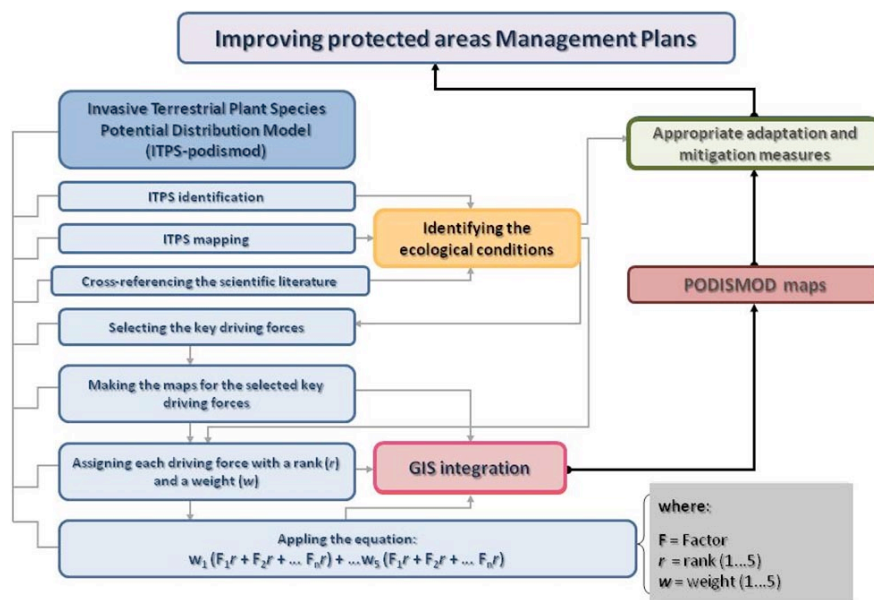 Improving protected areas Management Plans
Invasive Terrestrial Plant Species
Potential Distribution Model
(ITPS-podismod)
ITPS identification
ITPS mapping
Cross-referencing the scientific literature
Selecting the key driving forces
Making the maps for the selected key
driving forces
Assigning each driving force with a rank (r)
and a weight (w)
Appling the equation:
w₁ (F₁r + F₂r + ... Fₙr) + ...w₅ (F₁r + F₂r + ... Fₙr)
Identifying the
ecological conditions
GIS integration
Appropriate adaptation and
mitigation measures
PODISMOD maps
where:
F = Factor
r = rank (1...5)
w = weight (1...5)